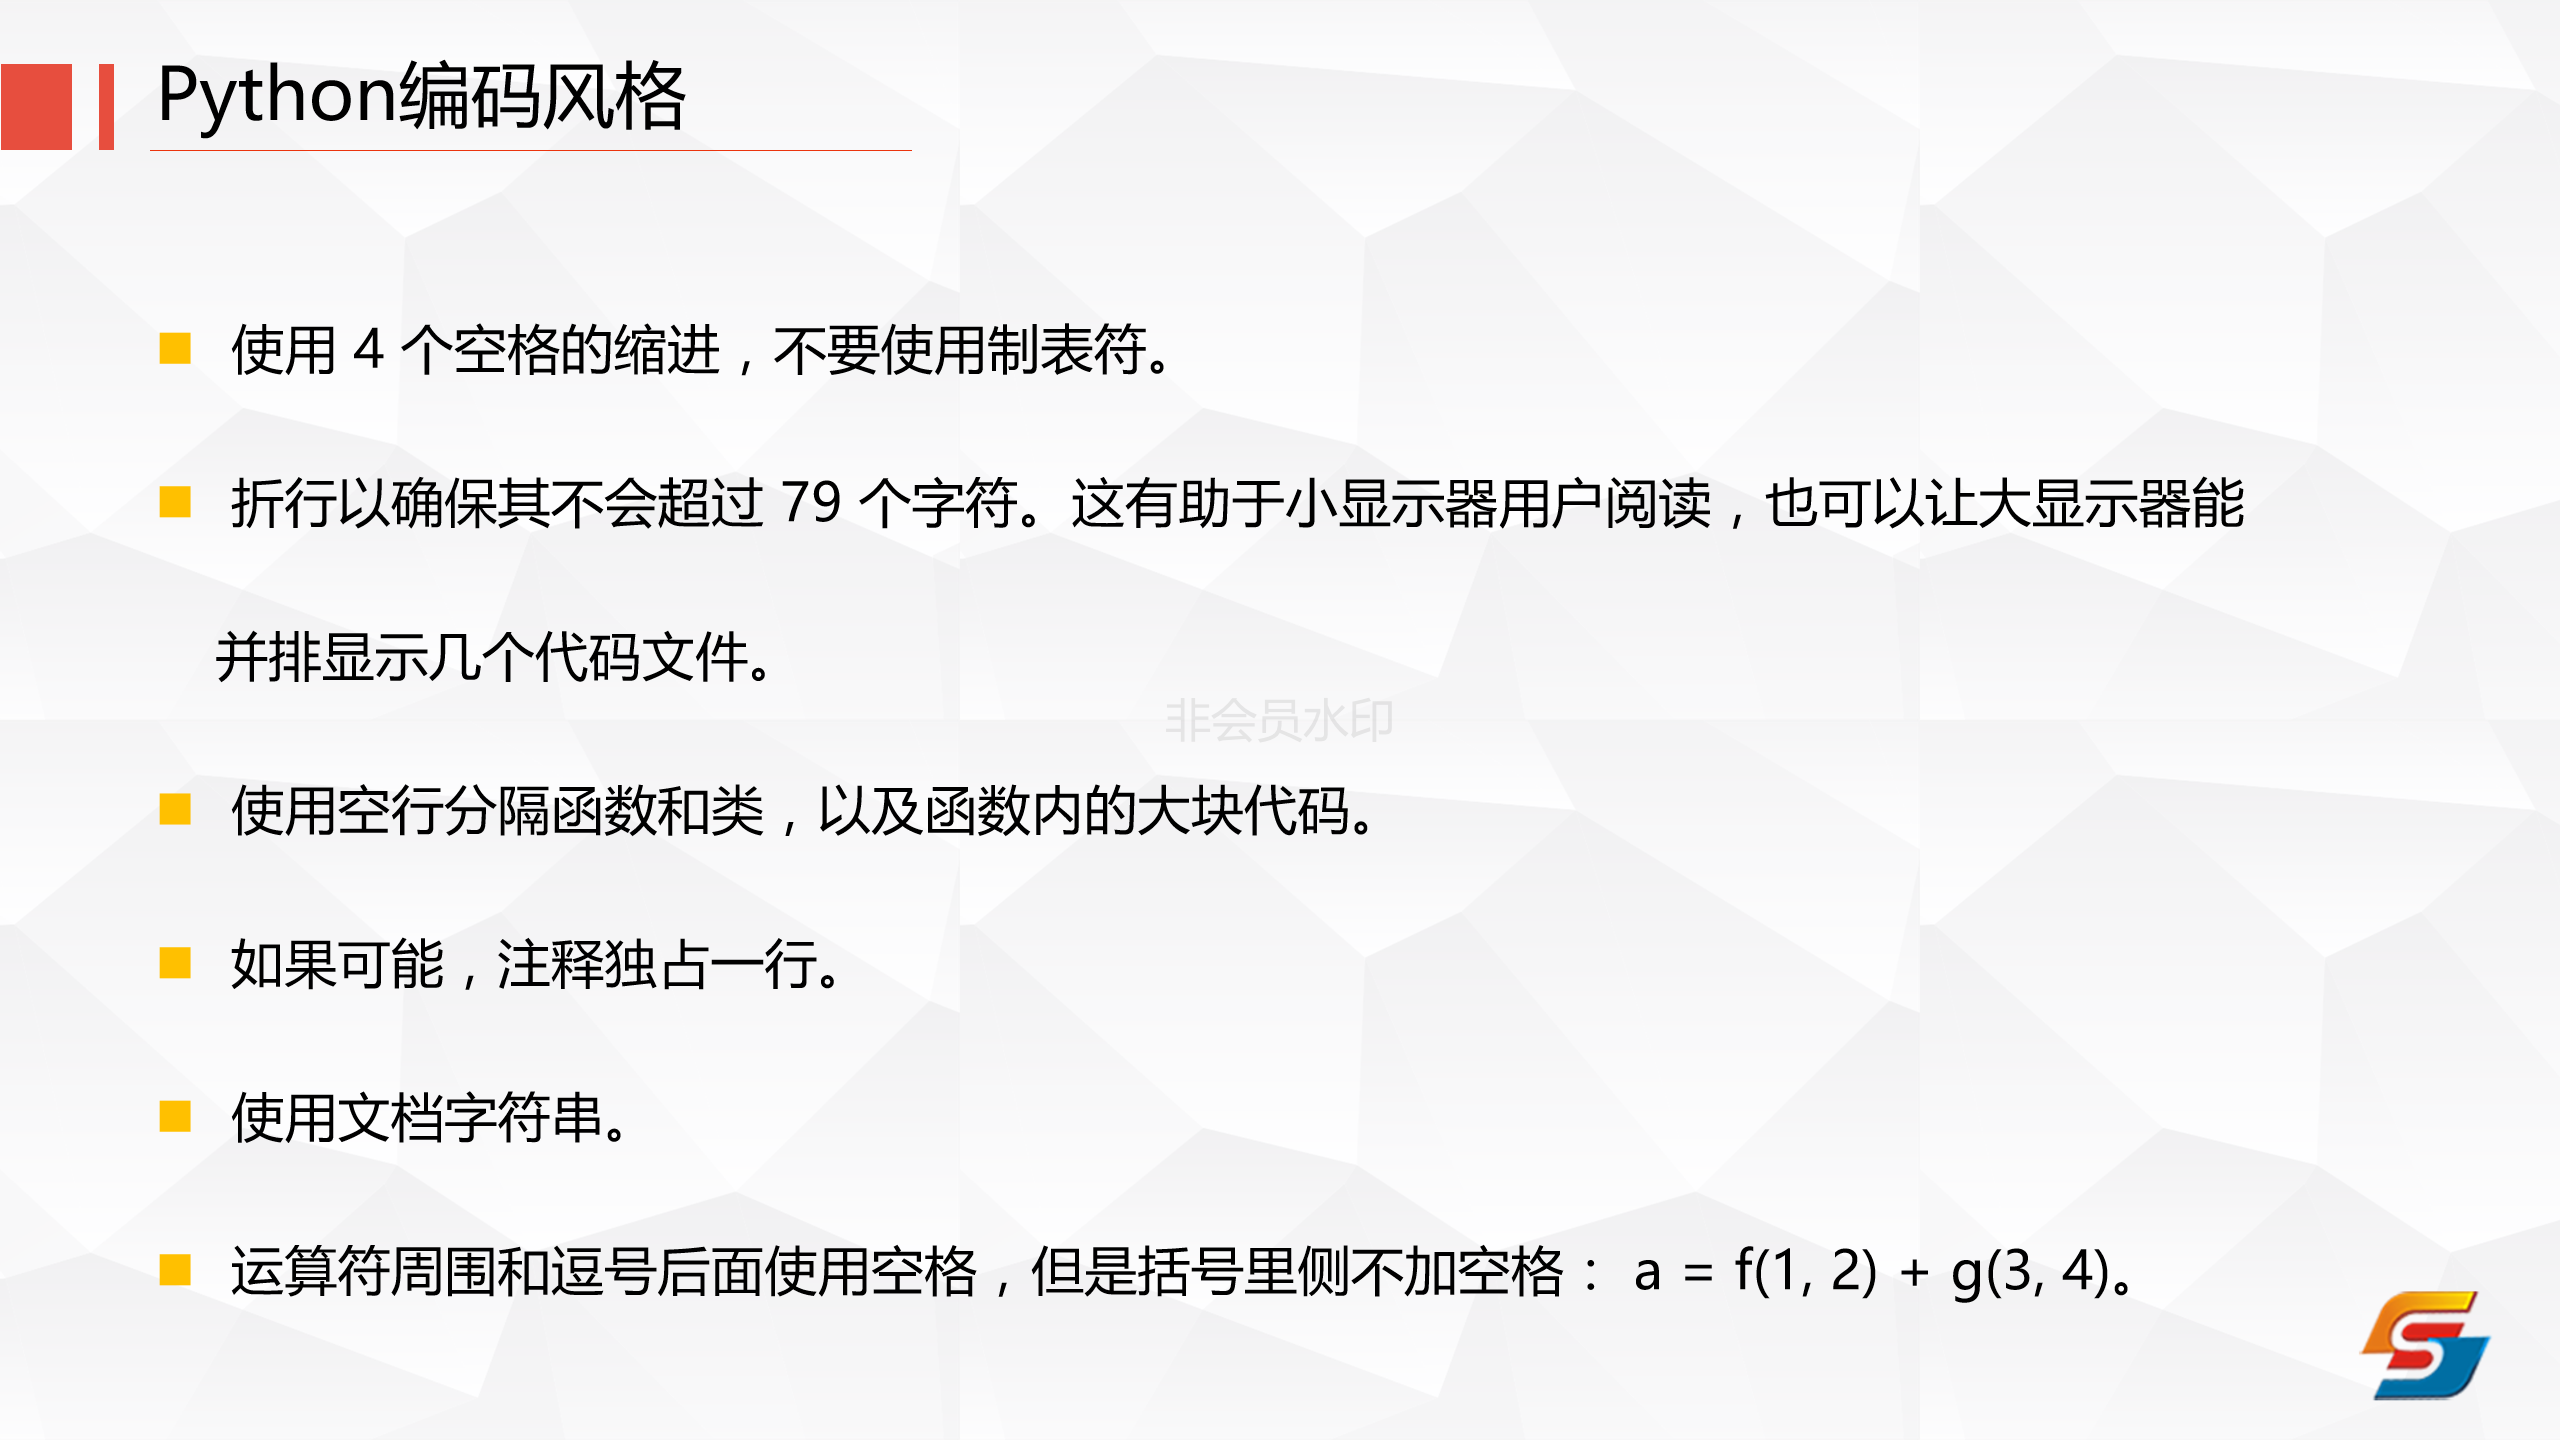 Python编码风格
使用 4 个空格的缩进，不要使用制表符。
折行以确保其不会超过 79 个字符。这有助于小显示器用户阅读，也可以让大显示器能
并排显示几个代码文件。
非会员水印
使用空行分隔函数和类，以及函数内的大块代码。
如果可能，注释独占一行。
使用文档字符串。
运算符周围和逗号后面使用空格，但是括号里侧不加空格： a = f(1, 2) + g(3, 4)。